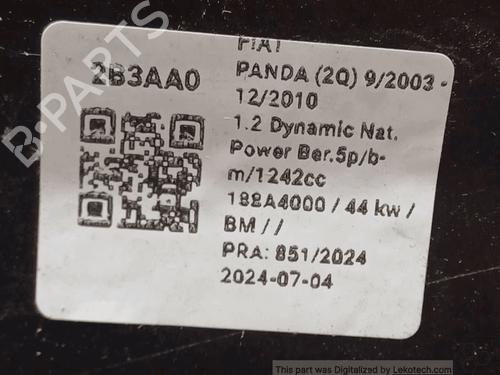 B-PARTS
FIAT
2B3AA0
PANDA (2Q) 9/2003 -
12/2010
1.2 Dynamic Nat.
Power Ber.5p/b-
m/1242cc
188A4000 / 44 kw /
BM / /
PRA: 851/2024
2024-07-04
This part was Digitalized by Lekotech.com